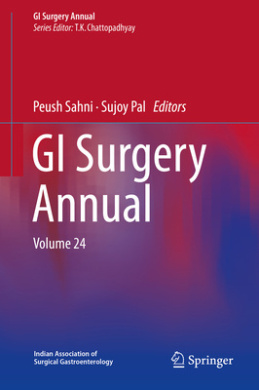 GI Surgery Annual
Series Editor: T.K. Chattopadhyay
Peush Sahni · Sujoy Pal Editors
GI Surgery
Annual
Volume 24
Indian Association of
Surgical Gastroenterology
Springer